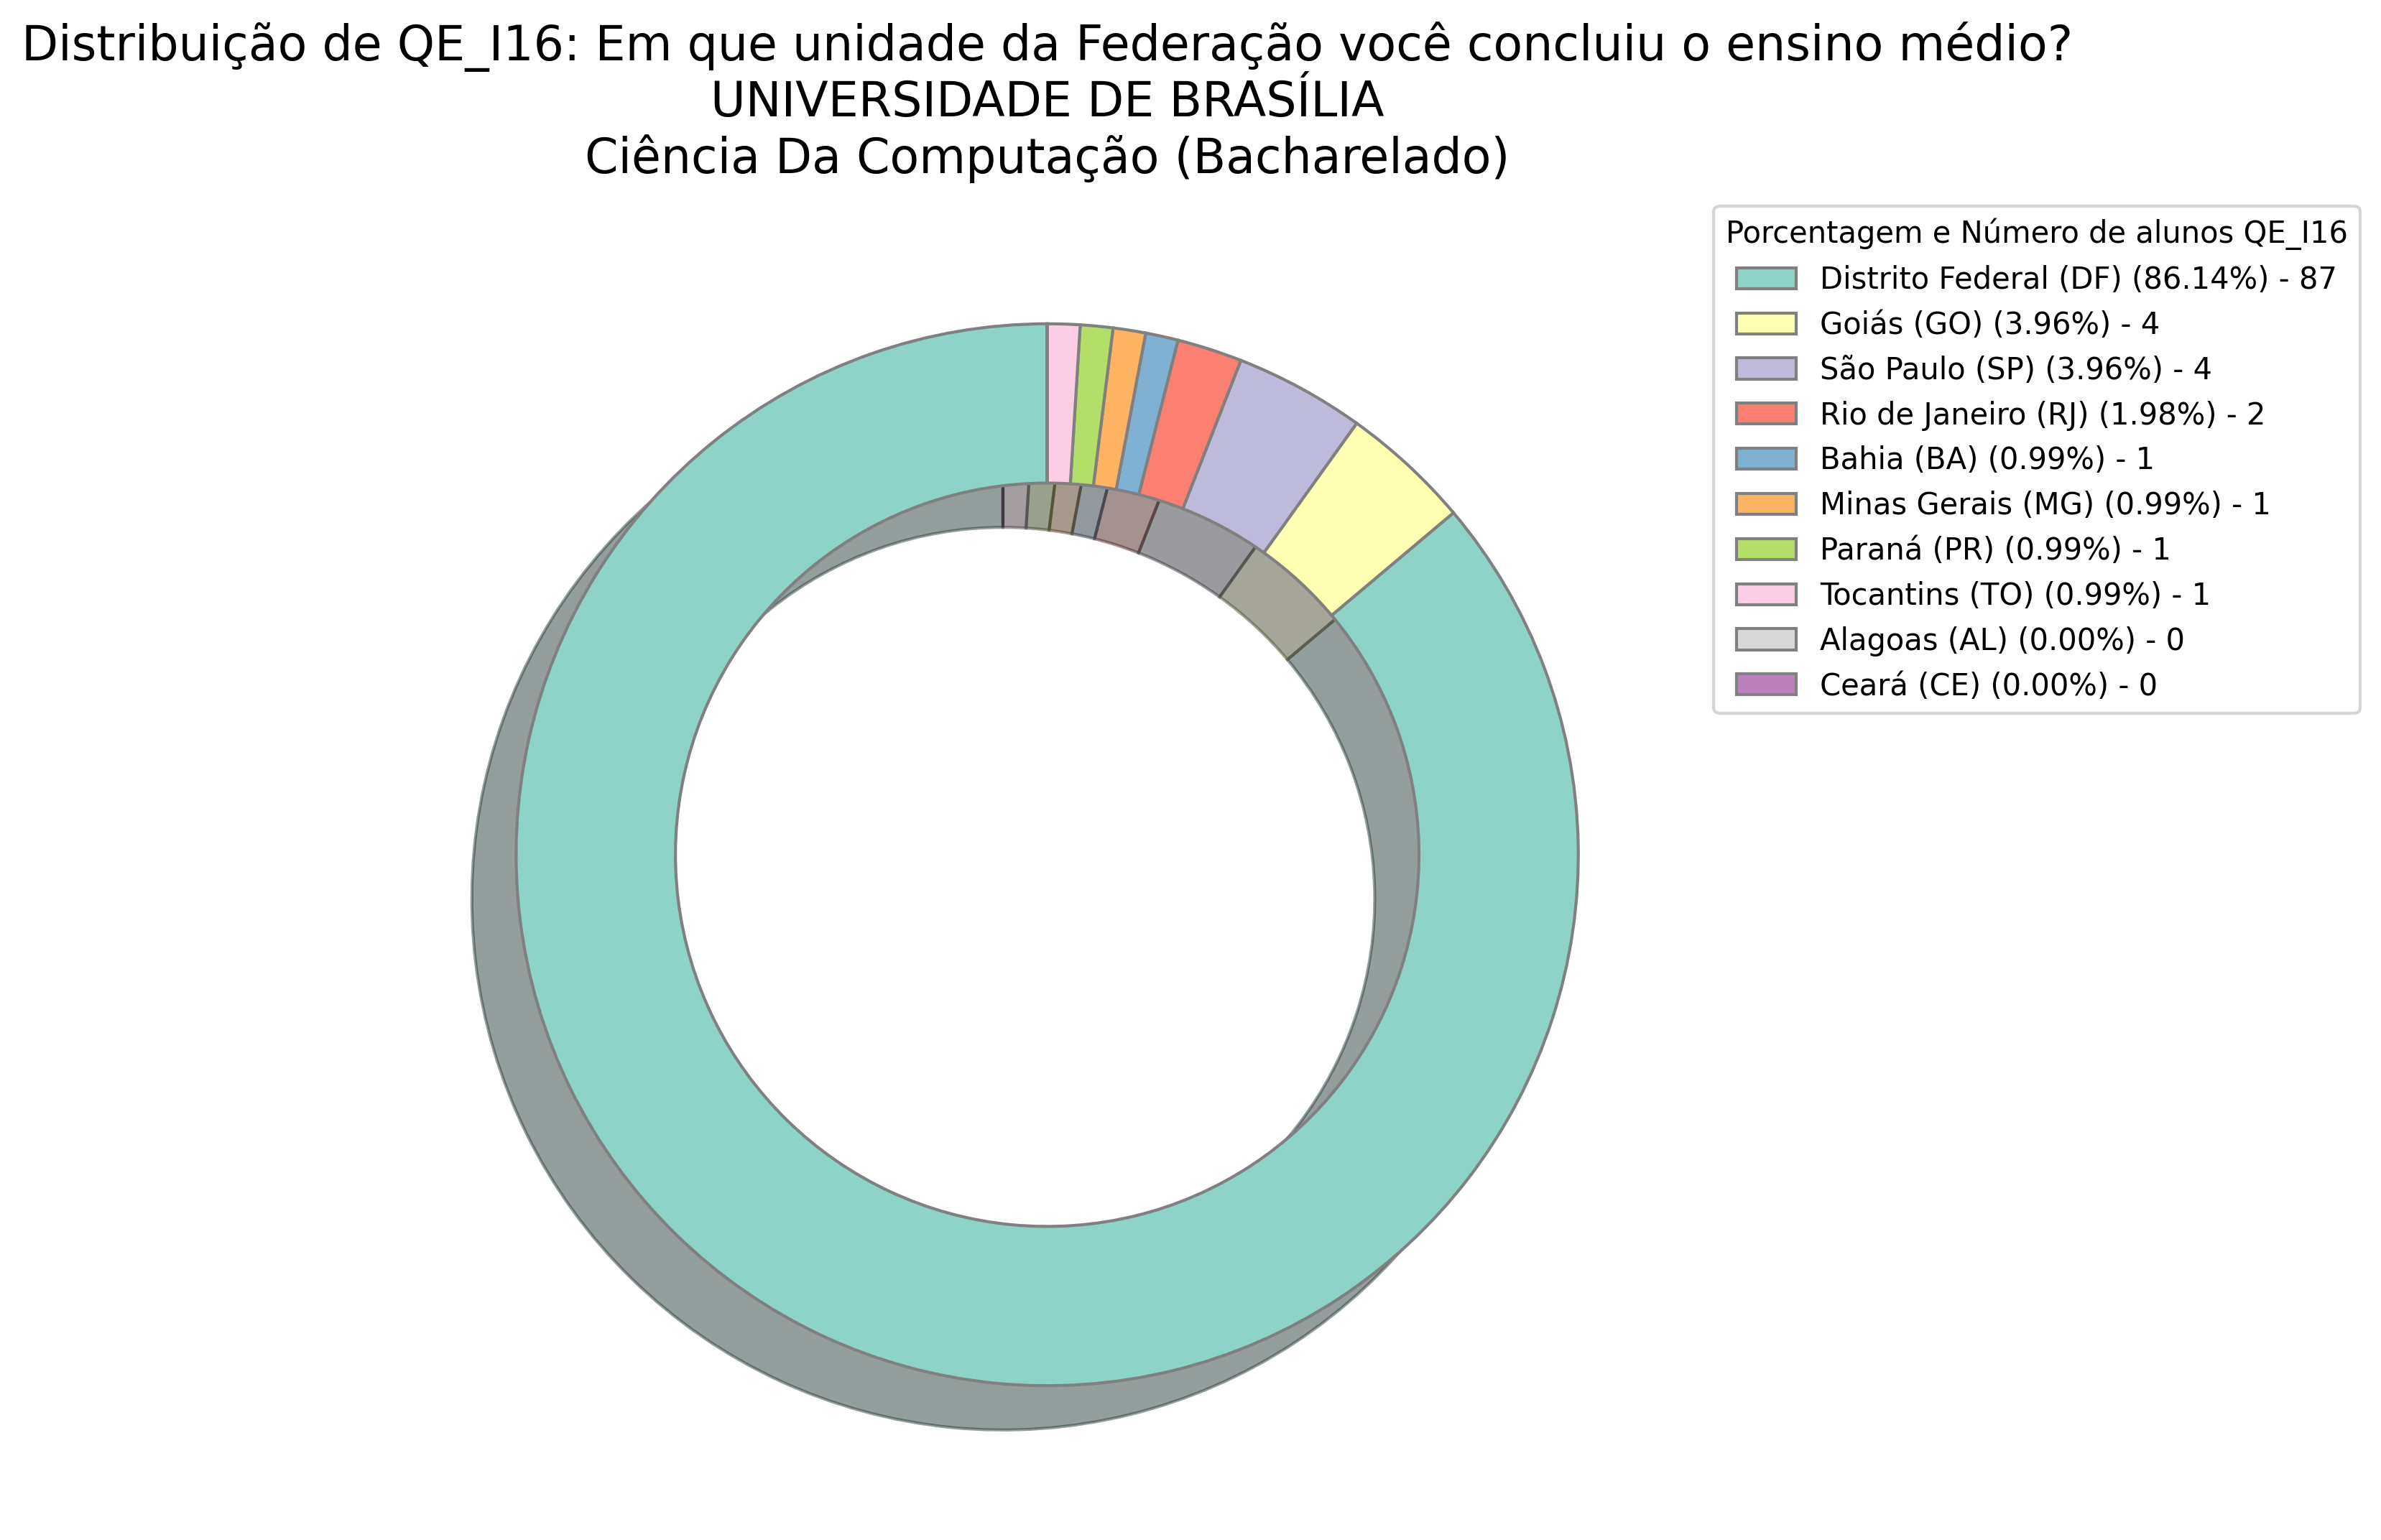 Distribuição de QE_I16: Em que unidade da Federação você concluiu o ensino médio?
UNIVERSIDADE DE BRASÍLIA
Ciência Da Computação (Bacharelado)
Porcentagem e Número de alunos QE_I16
Distrito Federal (DF) (86.14%) - 87
Goiás (GO) (3.96%) - 4
São Paulo (SP) (3.96%) - 4
Rio de Janeiro (RJ) (1.98%) - 2
Bahia (BA) (0.99%) - 1
Minas Gerais (MG) (0.99%) - 1
Paraná (PR) (0.99%) - 1
Tocantins (TO) (0.99%) - 1
Alagoas (AL) (0.00%) - 0
Ceará (CE) (0.00%) - 0